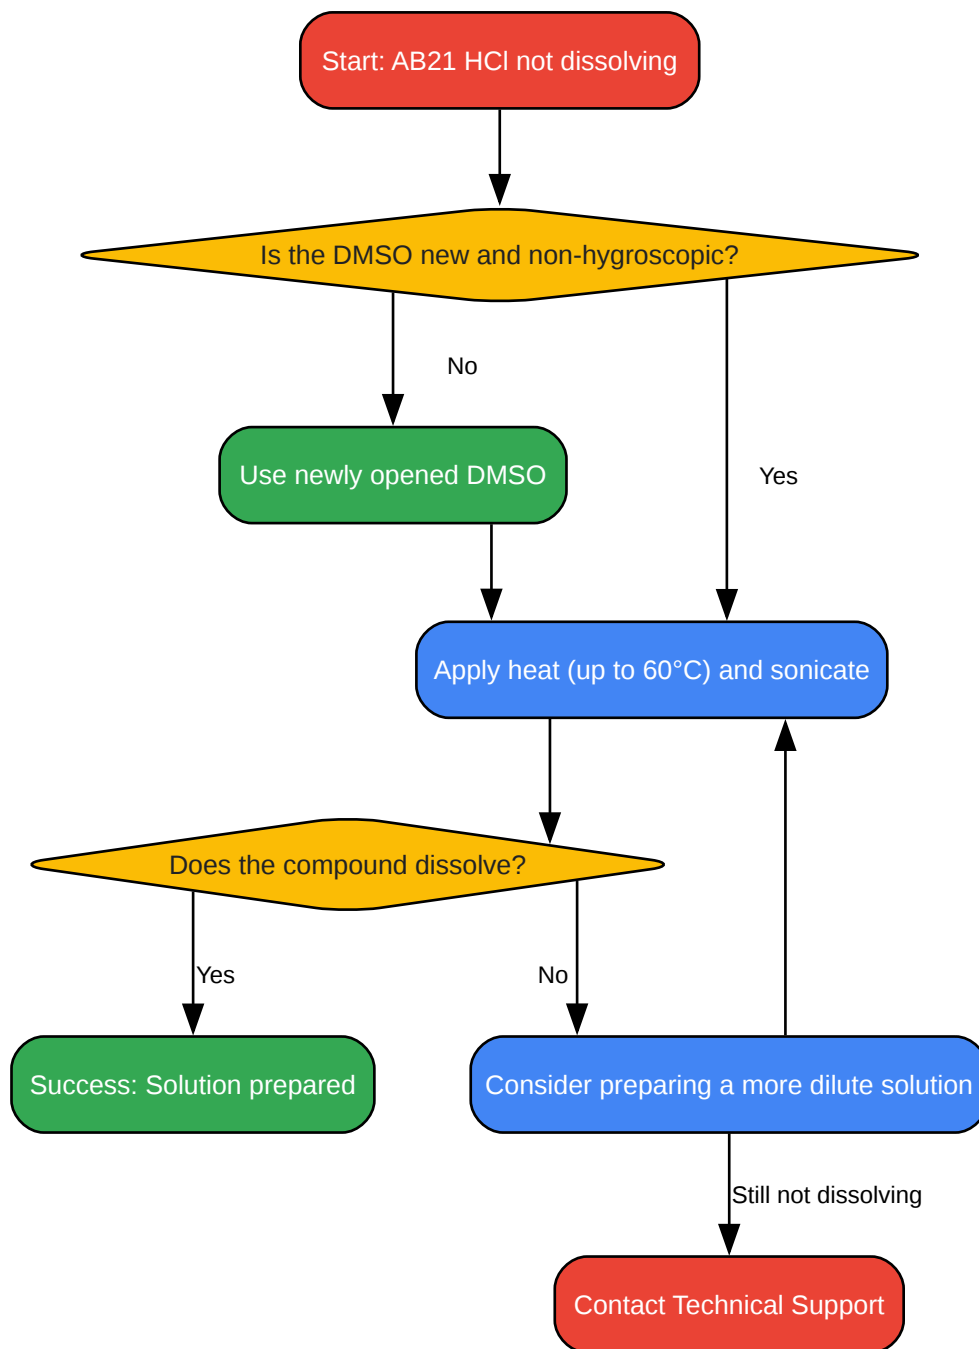 Start: AB21 HCl not dissolving
Is the DMSO new and non-hygroscopic?
No
Use newly opened DMSO
Yes
Apply heat (up to 60°C) and sonicate
Does the compound dissolve?
Yes
No
Success: Solution prepared
Consider preparing a more dilute solution
Still not dissolving
Contact Technical Support